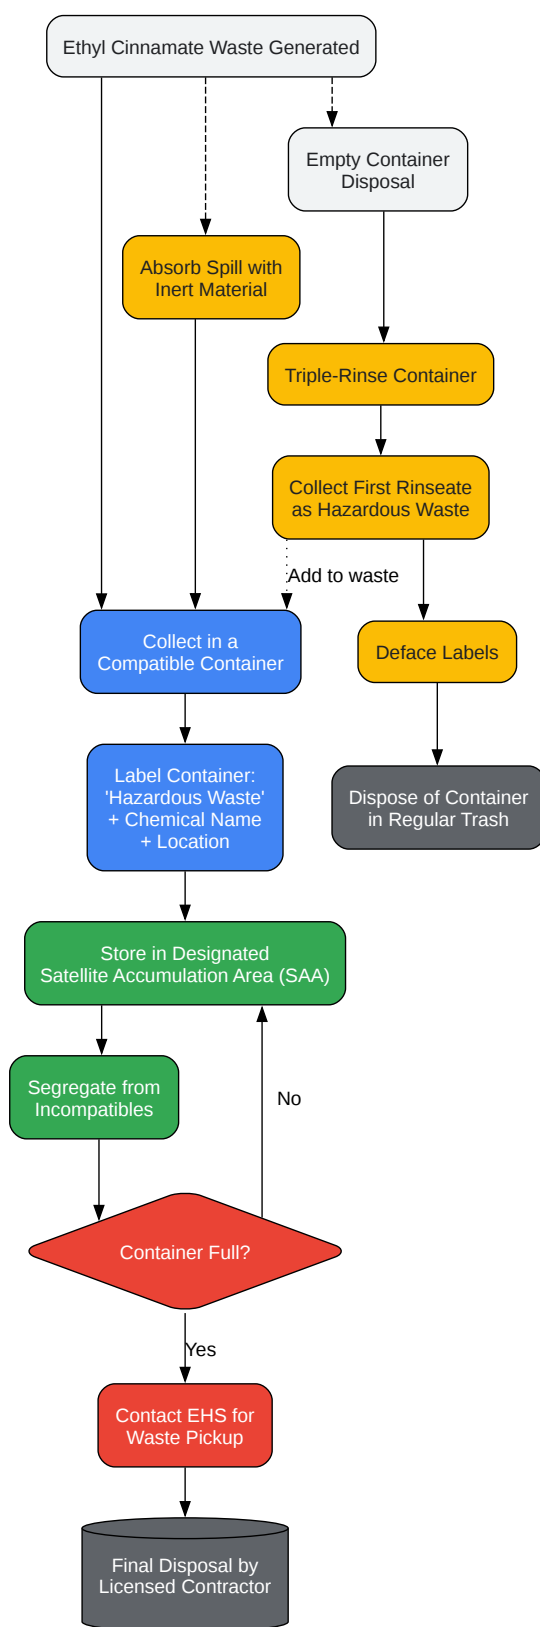 Ethyl Cinnamate Waste Generated
Empty Container
Disposal
Absorb Spill with
Inert Material
Triple-Rinse Container
Collect First Rinseate
as Hazardous Waste
Add to waste
Collect in a
Compatible Container
Deface Labels
Label Container:
'Hazardous Waste'
+ Chemical Name
+ Location
Dispose of Container
in Regular Trash
Store in Designated
Satellite Accumulation Area (SAA)
Segregate from
Incompatibles
No
Container Full?
Yes
Contact EHS for
Waste Pickup
Final Disposal by
Licensed Contractor